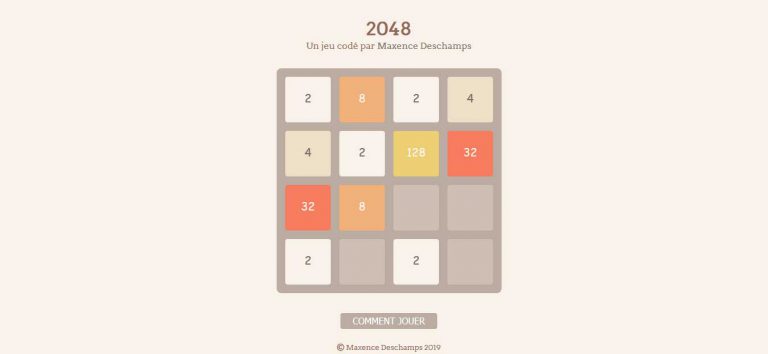 2048
Un jeu codé par Maxence Deschamps
2 8 2 4
4 2 128 32
32 8
2 2
COMMENT JOUER
© Maxence Deschamps 2019